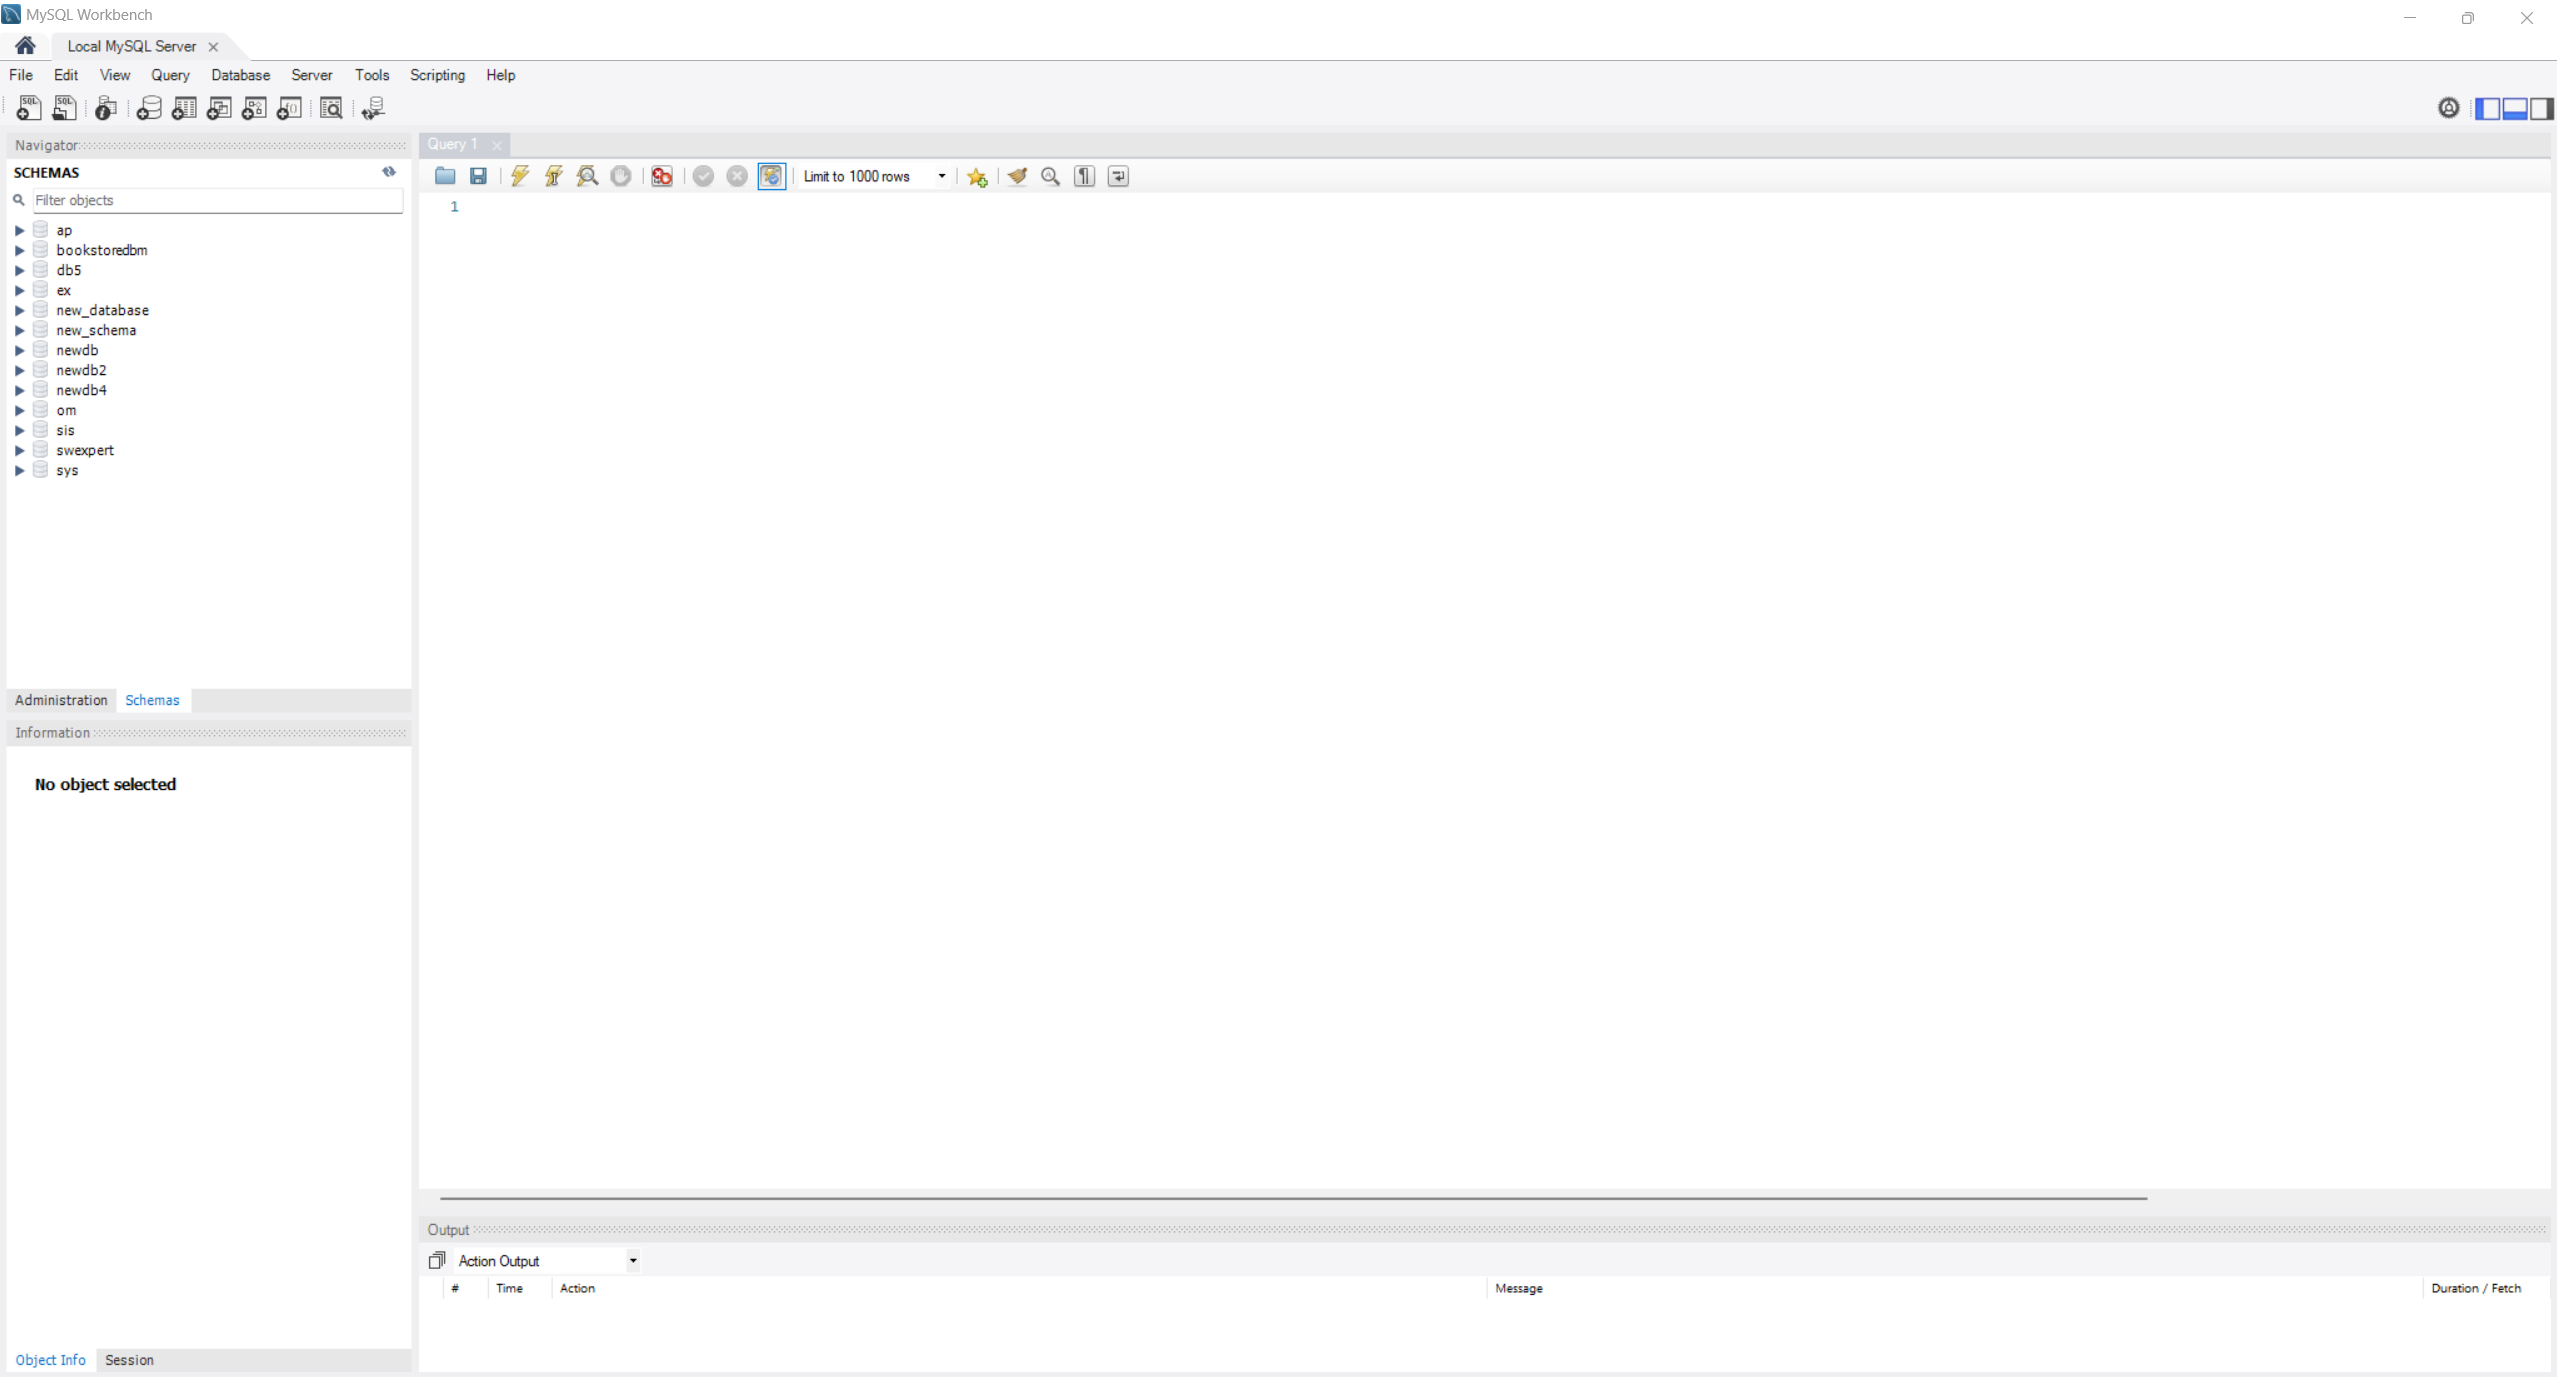 MySQL Workbench
Local MySQL Server
File Edit View Query Database Server Tools Scripting Help
Navigator
SCHEMAS
Filter objects
ap
bookstoredbm
db5
ex
new_database
new_schema
newdb
newdb2
newdb4
om
sis
swexpert
sys
Administration Schemas
Information
No object selected
Object Info Session
Query 1
Limit to 1000 rows
1
Output
Action Output
# Time Action Message Duration / Fetch